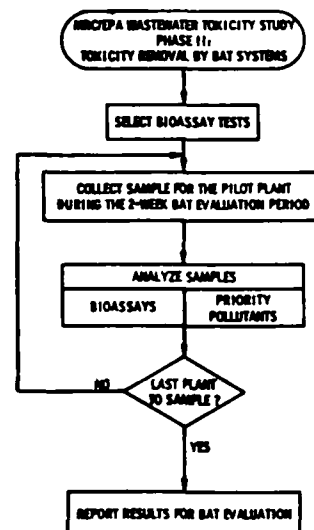 MRC/EPA WASTEWATER TOXICITY STUDY
PHASE II:
TOXICITY REMOVAL BY BAT SYSTEMS
SELECT BIOASSAY TESTS
COLLECT SAMPLE FOR THE PILOT PLANT
DURING THE 2-WEEK BAT EVALUATION PERIOD
ANALYZE SAMPLES
BIOASSAYS
PRIORITY
POLLUTANTS
NO
LAST PLANT
TO SAMPLE ?
YES
REPORT RESULTS FOR BAT EVALUATION